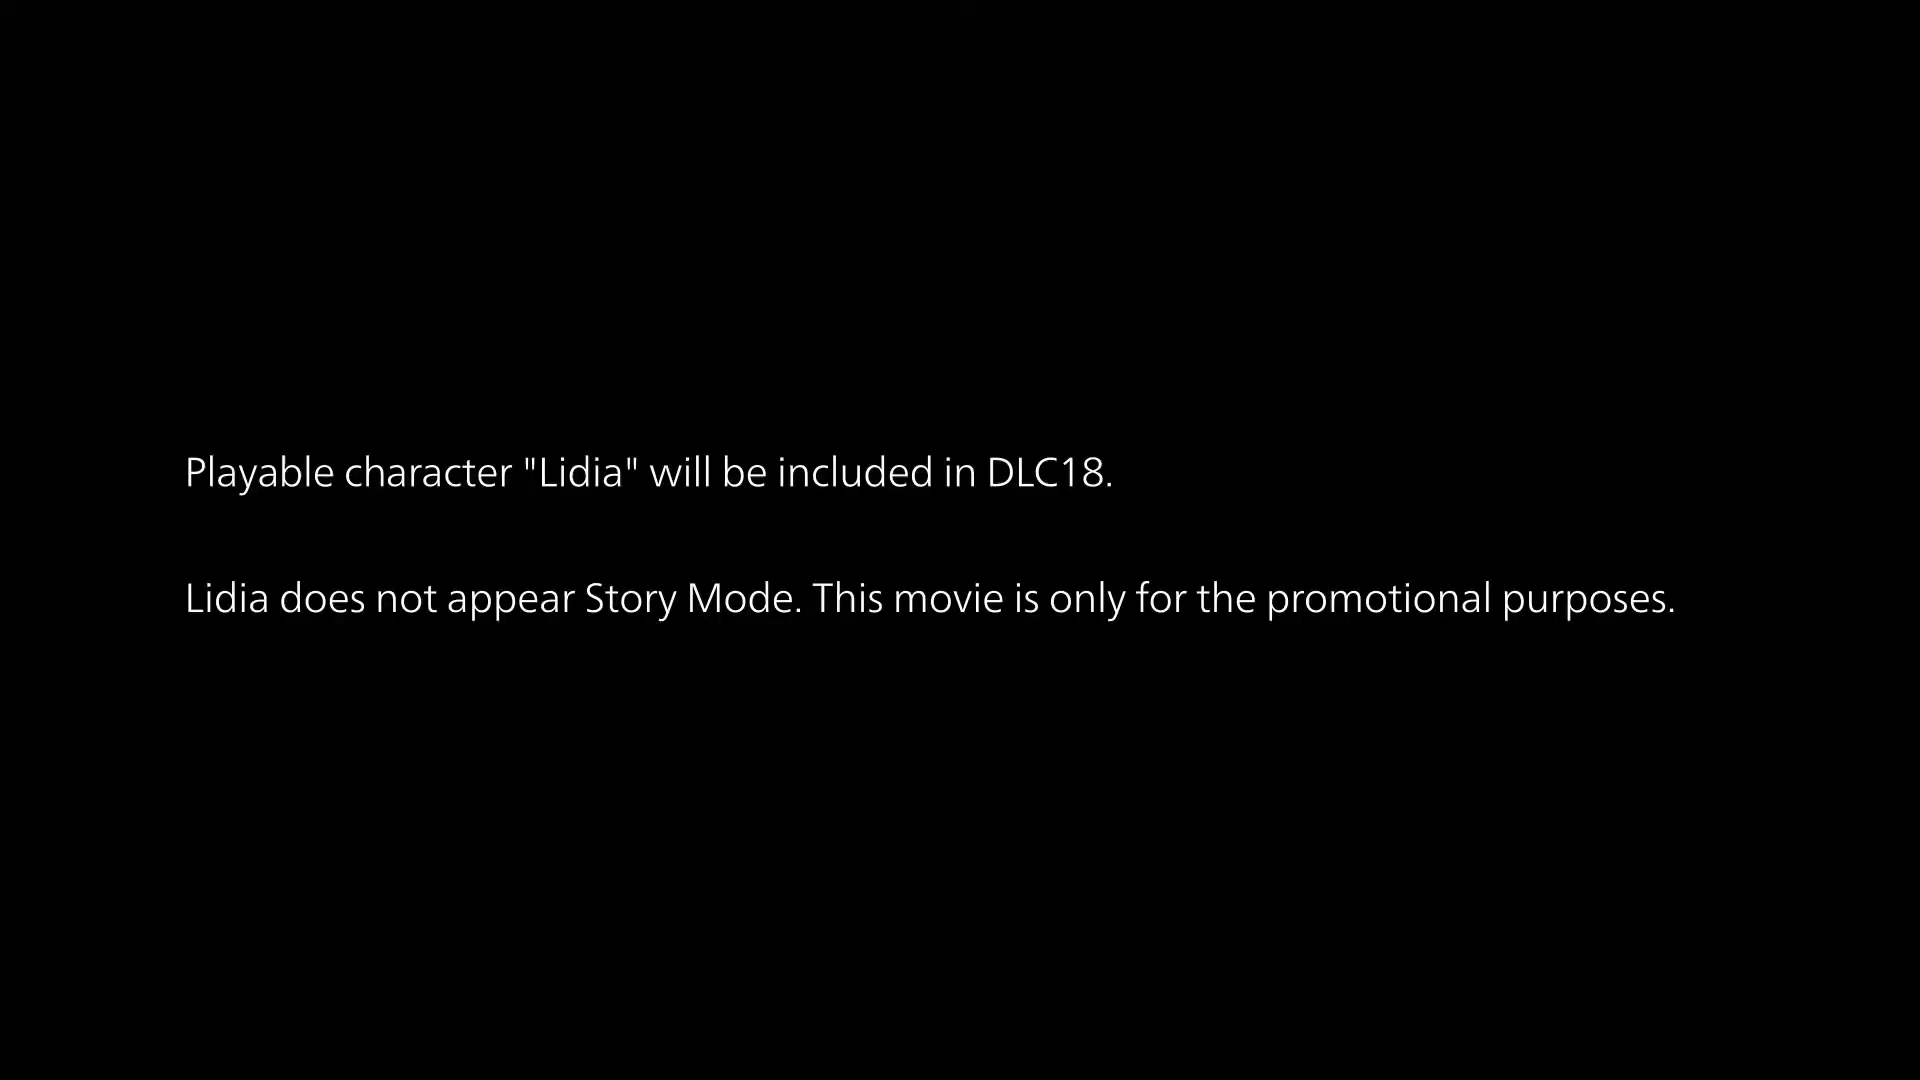 Playable character "Lidia" will be included in DLC18.
Lidia does not appear Story Mode. This movie is only for the promotional purposes.